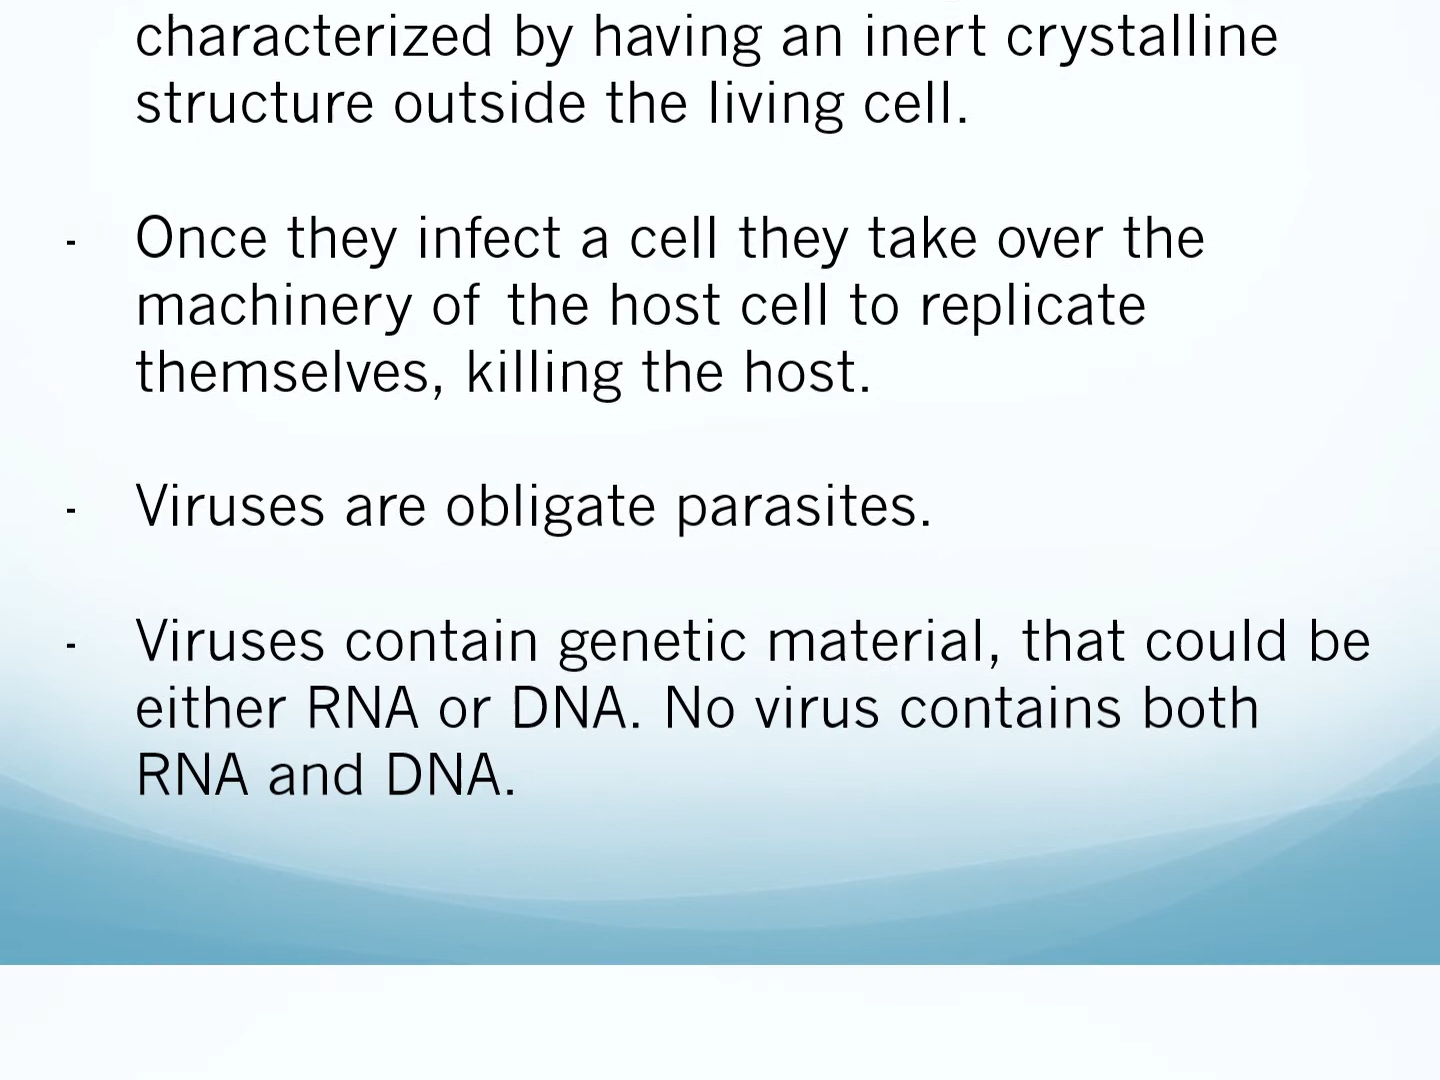 characterized by having an inert crystalline
structure outside the living cell.
- Once they infect a cell they take over the
machinery of the host cell to replicate
themselves, killing the host.
- Viruses are obligate parasites.
- Viruses contain genetic material, that could be
either RNA or DNA. No virus contains both
RNA and DNA.